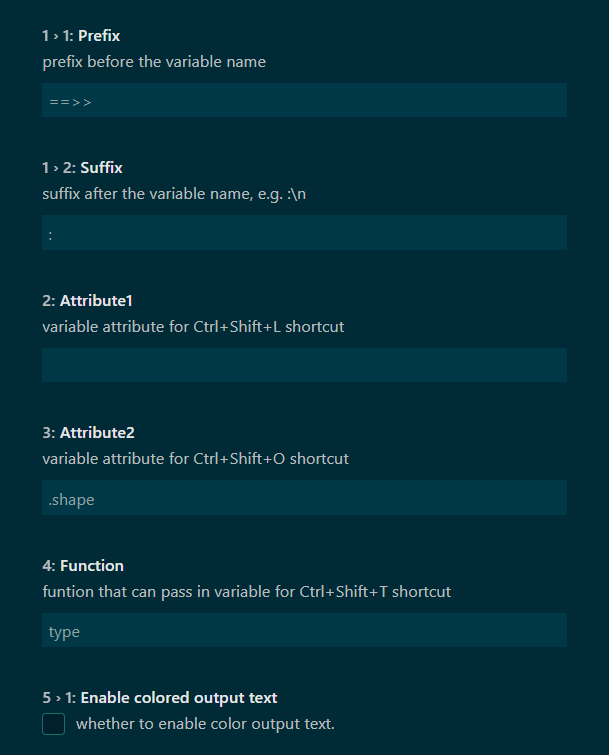 1 › 1: Prefix
prefix before the variable name
==>>
1 › 2: Suffix
suffix after the variable name, e.g. :\n
:
2: Attribute1
variable attribute for Ctrl+Shift+L shortcut
3: Attribute2
variable attribute for Ctrl+Shift+O shortcut
.shape
4: Function
funtion that can pass in variable for Ctrl+Shift+T shortcut
type
5 › 1: Enable colored output text
whether to enable color output text.